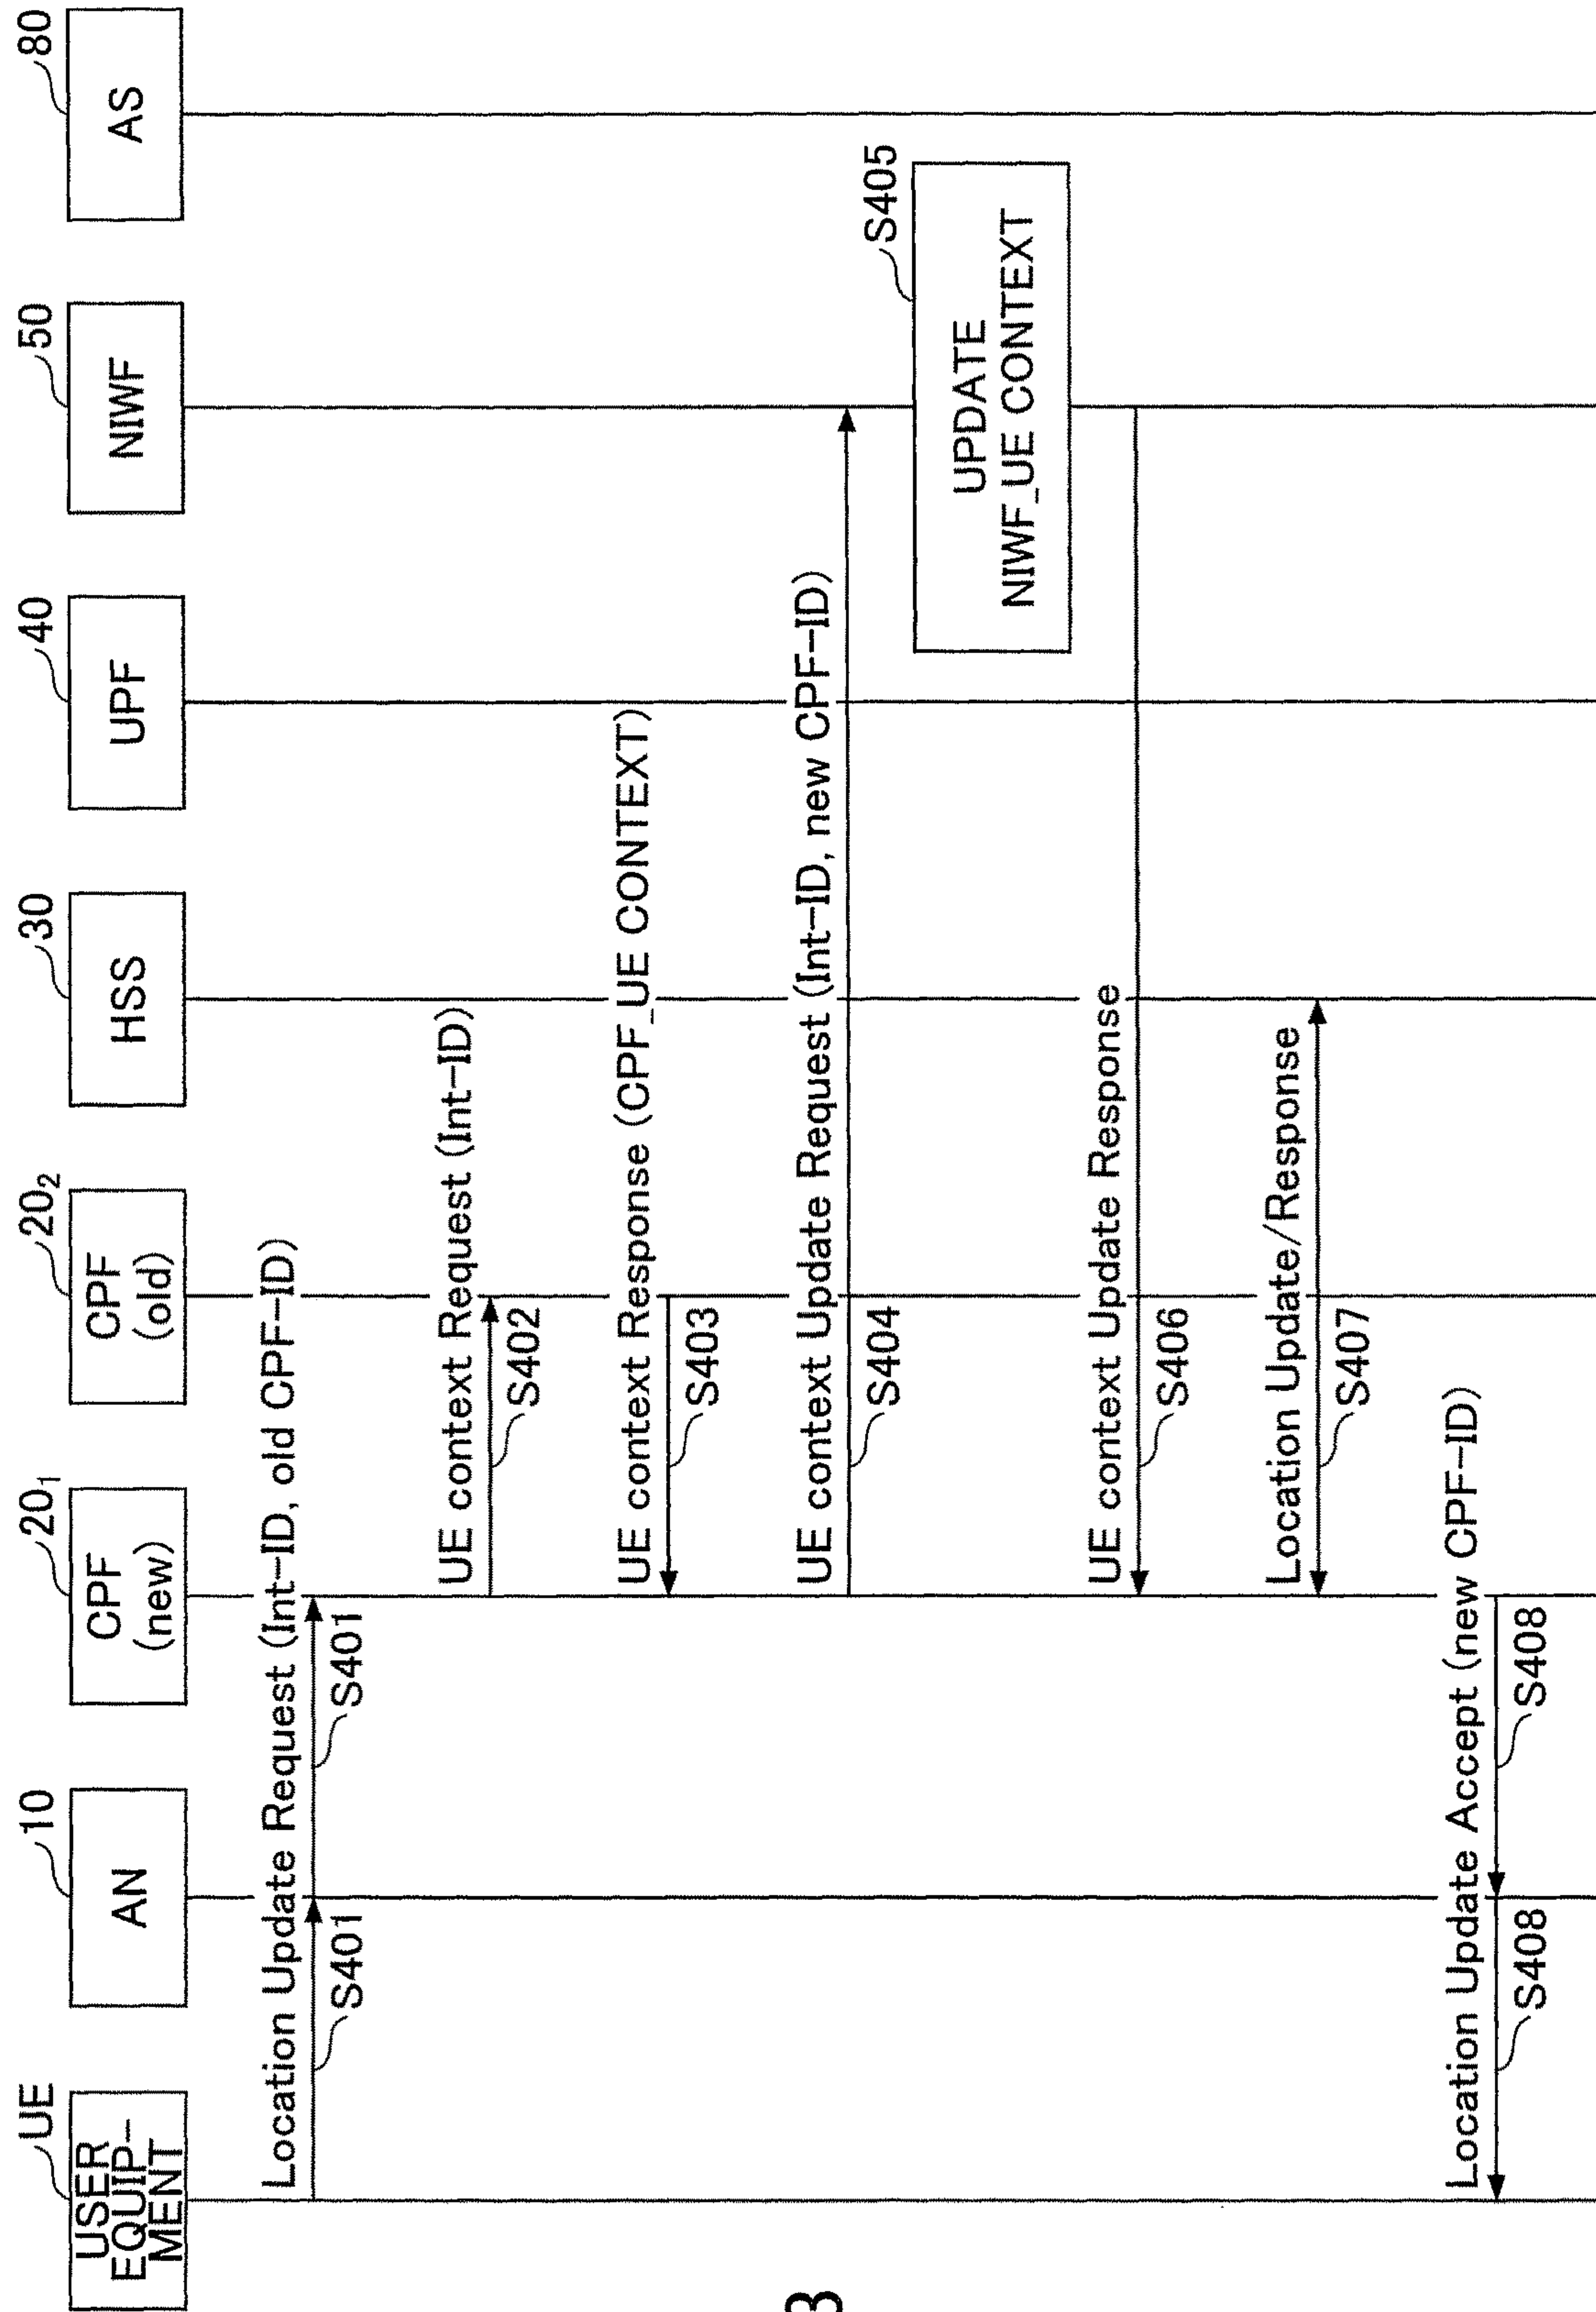 UE
USER
EQUIP-
MENT
10
AN
20₁
CPF
(new)
20₂
CPF
(old)
30
HSS
40
UPF
50
NIWF
80
AS
Location Update Request (Int-ID, old CPF-ID)
S401
S401
UE context Request (Int-ID)
S402
UE context Response (CPF_UE CONTEXT)
S403
UE context Update Request (Int-ID, new CPF-ID)
S404
S405
UPDATE
NIWF_UE CONTEXT
UE context Update Response
S406
Location Update/Response
S407
Location Update Accept (new CPF-ID)
S408
S408